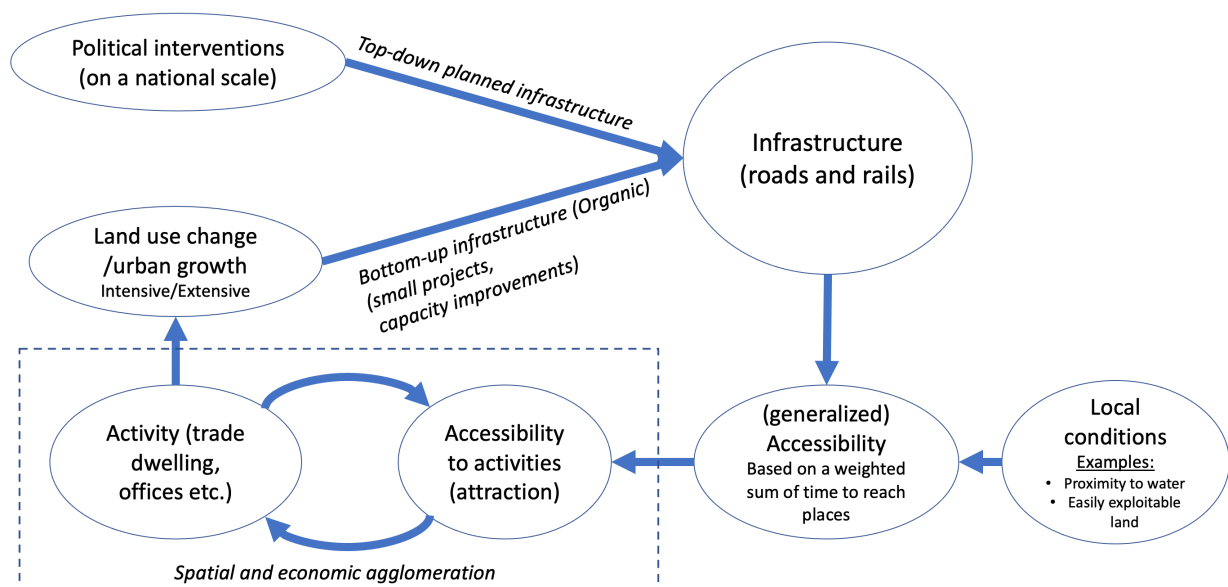 Political interventions
(on a national scale)
Top-down planned infrastructure
Infrastructure
(roads and rails)
Land use change
/urban growth
Intensive/Extensive
Bottom-up infrastructure (Organic)
(small projects,
capacity improvements)
Activity (trade
dwelling,
offices etc.)
Accessibility
to activities
(attraction)
(generalized)
Accessibility
Based on a weighted
sum of time to reach
places
Local
conditions
Examples:
• Proximity to water
• Easily exploitable
land
Spatial and economic agglomeration